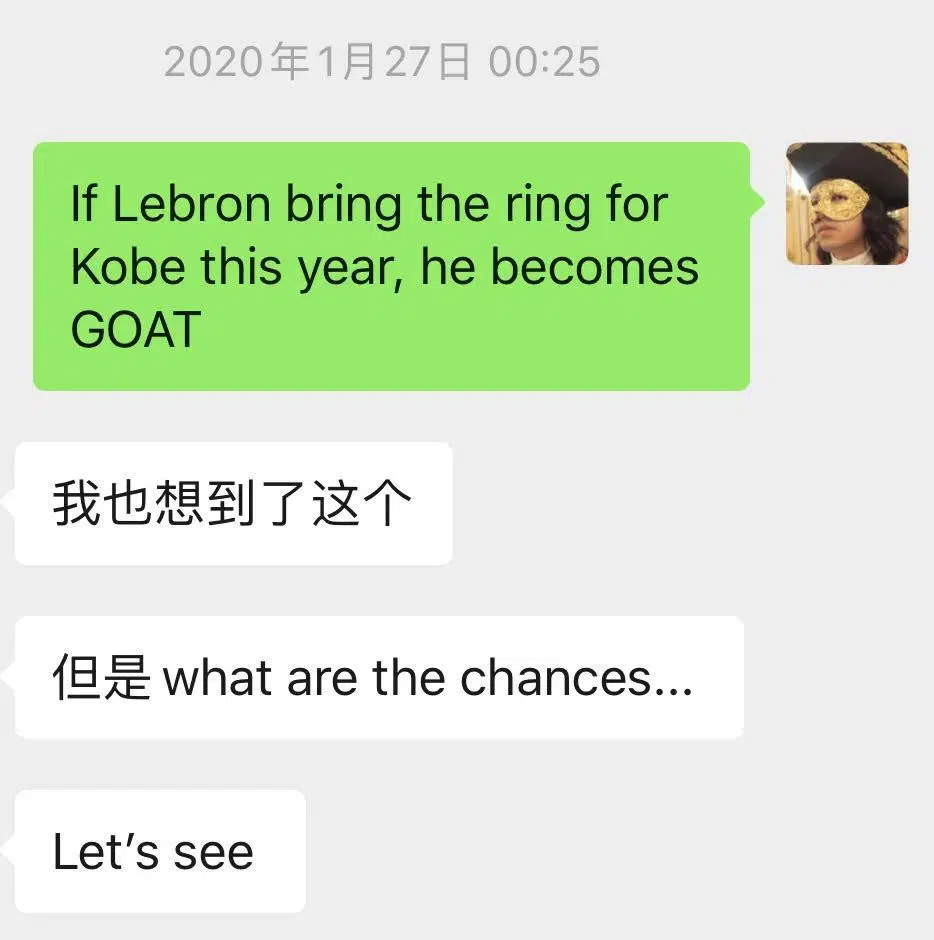 2020年1月27日 00:25
If Lebron bring the ring for
Kobe this year, he becomes
GOAT
我也想到了这个
但是 what are the chances...
Let’s see